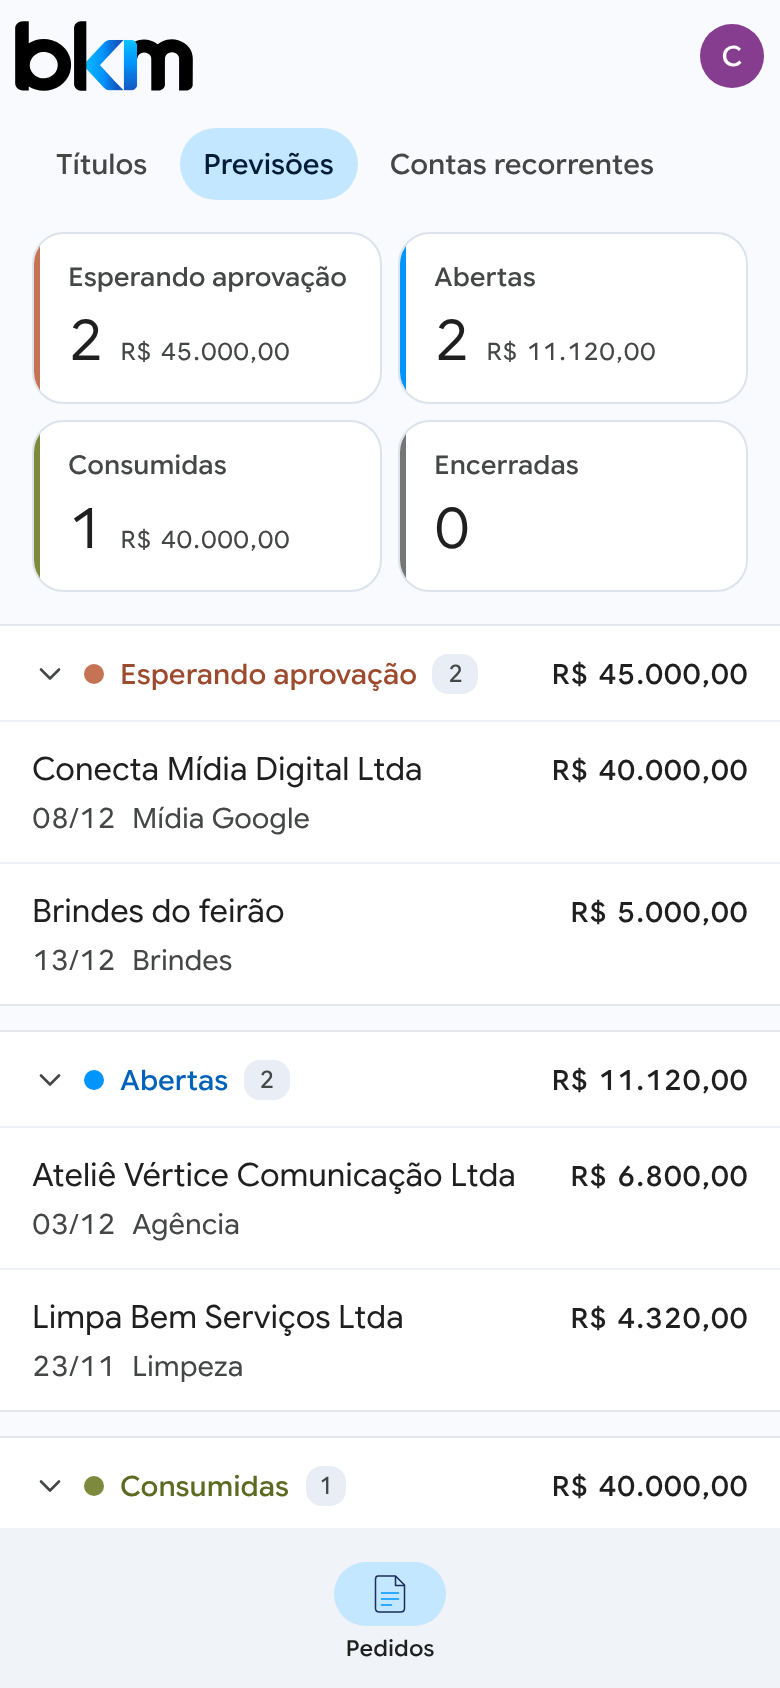 bkm
C
Títulos
Previsões
Contas recorrentes
Esperando aprovação
2 R$ 45.000,00
Abertas
2 R$ 11.120,00
Consumidas
1 R$ 40.000,00
Encerradas
0
Esperando aprovação 2 R$ 45.000,00
Conecta Mídia Digital Ltda R$ 40.000,00
08/12 Mídia Google
Brindes do feirão R$ 5.000,00
13/12 Brindes
Abertas 2 R$ 11.120,00
Ateliê Vértice Comunicação Ltda R$ 6.800,00
03/12 Agência
Limpa Bem Serviços Ltda R$ 4.320,00
23/11 Limpeza
Consumidas 1 R$ 40.000,00
Pedidos